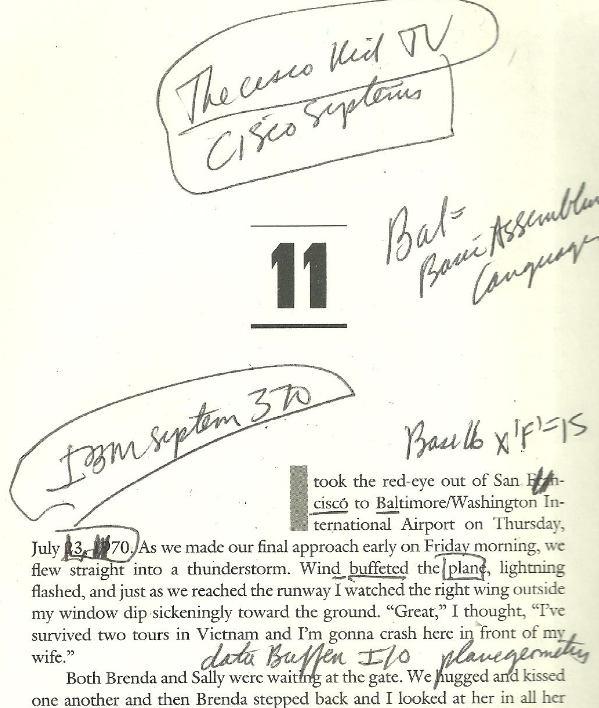 The cisco Kid TV
Cisco Systems
Bal=
Basic Assembler
Language
11
IBM System 370
Base 16 X'F'=15
I took the red-eye out of San Fran-
cisco to Baltimore/Washington In-
ternational Airport on Thursday,
July 13, 1970. As we made our final approach early on Friday morning, we
flew straight into a thunderstorm. Wind buffeted the plane, lightning
flashed, and just as we reached the runway I watched the right wing outside
my window dip sickeningly toward the ground. “Great,” I thought, “I’ve
survived two tours in Vietnam and I’m gonna crash here in front of my
wife.”
data Buffer I/O plane geometry
Both Brenda and Sally were waiting at the gate. We hugged and kissed
one another and then Brenda stepped back and I looked at her in all her